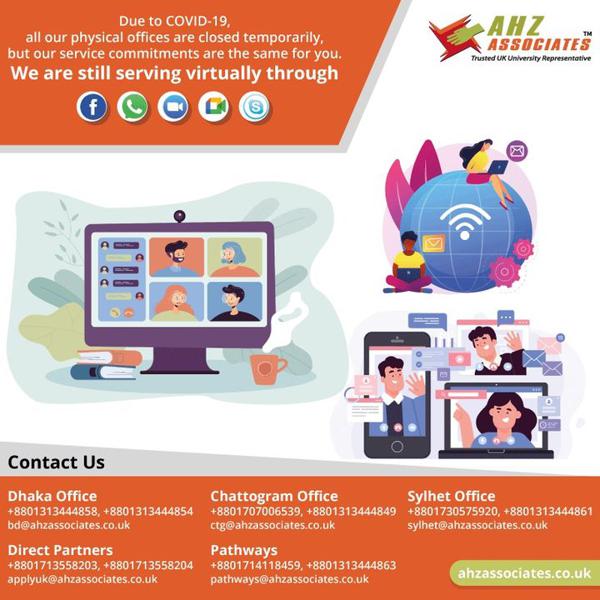 Due to COVID-19,
all our physical offices are closed temporarily,
but our service commitments are the same for you.
We are still serving virtually through
AHZ
ASSOCIATES™
Trusted UK University Representative
Contact Us
Dhaka Office
+8801313444858, +8801313444854
bd@ahzassociates.co.uk
Chattogram Office
+8801707006539, +8801313444849
ctg@ahzassociates.co.uk
Sylhet Office
+8801730575920, +8801313444861
sylhet@ahzassociates.co.uk
Direct Partners
+8801713558203, +8801713558204
applyuk@ahzassociates.co.uk
Pathways
+8801714118459, +8801313444863
pathways@ahzassociates.co.uk
ahzassociates.co.uk